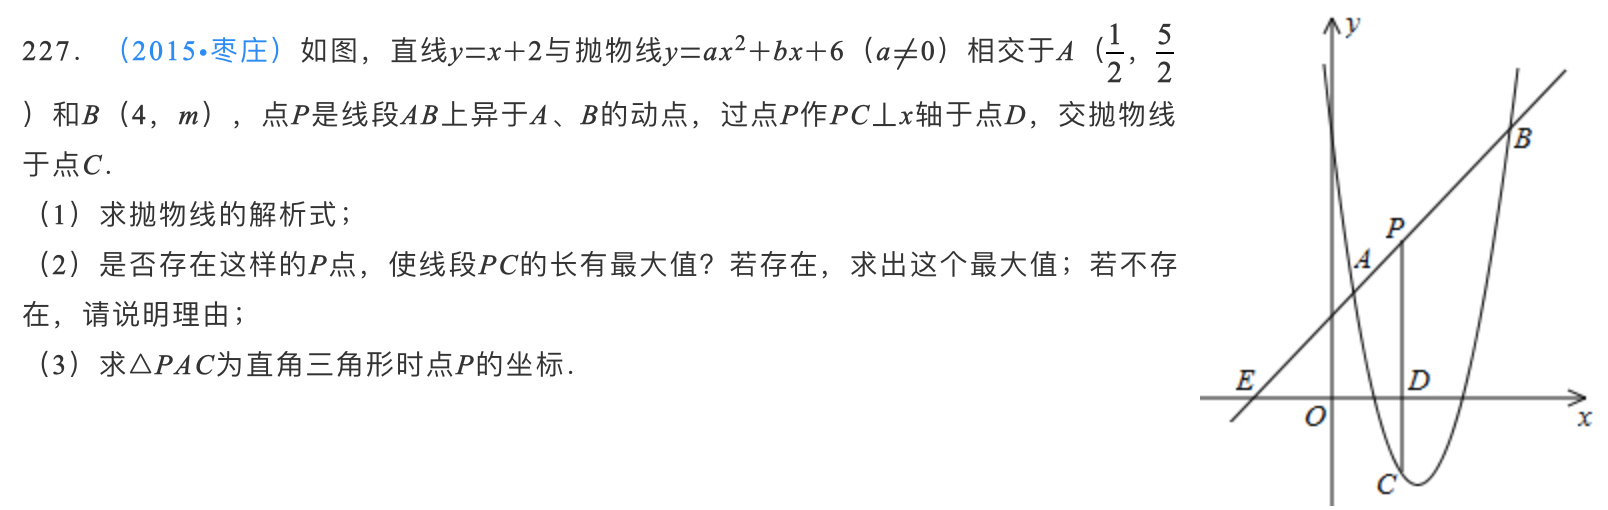 227. （2015•枣庄）如图，直线y=x+2与抛物线y=ax²+bx+6（a≠0）相交于A（1/2，5/2
）和B（4，m），点P是线段AB上异于A、B的动点，过点P作PC⊥x轴于点D，交抛物线
于点C.
（1）求抛物线的解析式；
（2）是否存在这样的P点，使线段PC的长有最大值？若存在，求出这个最大值；若不存
在，请说明理由；
（3）求△PAC为直角三角形时点P的坐标.
y
B
P
A
E
D
O
x
C